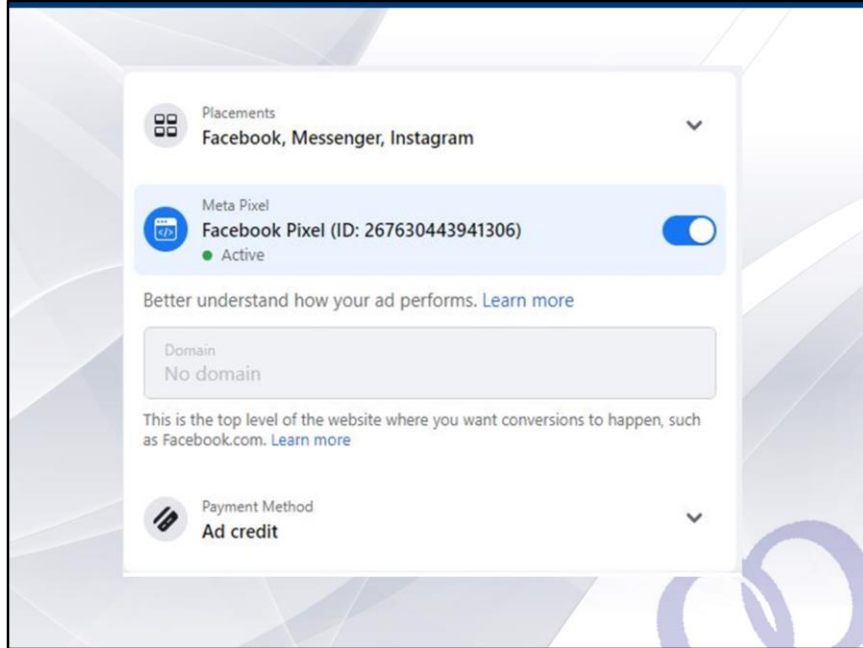 Placements
Facebook, Messenger, Instagram
Meta Pixel
Facebook Pixel (ID: 267630443941306)
Active
Better understand how your ad performs. Learn more
Domain
No domain
This is the top level of the website where you want conversions to happen, such
as Facebook.com. Learn more
Payment Method
Ad credit